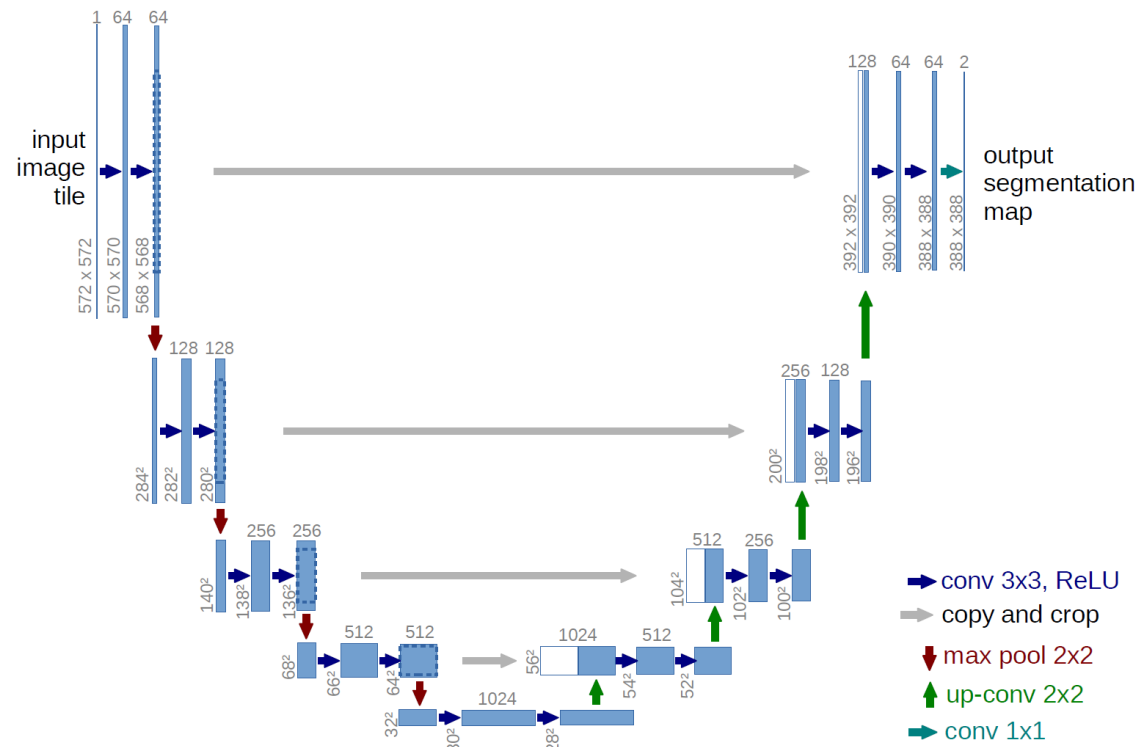 1 64 64
128 64 64 2
input
image
tile
output
segmentation
map
572 x 572
570 x 570
568 x 568
392 x 392
390 x 390
388 x 388
388 x 388
128 128
256 128
284²
282²
280²
200²
198²
196²
256 256
512 256
140²
138²
136²
104²
102²
100²
512 512
1024 512
68²
66²
64²
56²
54²
52²
1024
32²
conv 3x3, ReLU
copy and crop
max pool 2x2
up-conv 2x2
conv 1x1